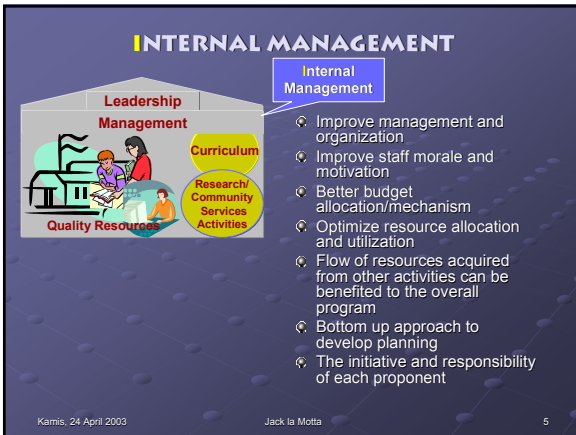 INTERNAL MANAGEMENT
Internal
Management
Leadership
Management
Curriculum
Research/
Community
Services
Activities
Quality Resources
Improve management and
organization
Improve staff morale and
motivation
Better budget
allocation/mechanism
Optimize resource allocation
and utilization
Flow of resources acquired
from other activities can be
benefited to the overall
program
Bottom up approach to
develop planning
The initiative and responsibility
of each proponent
Kamis, 24 April 2003
Jack la Motta
5